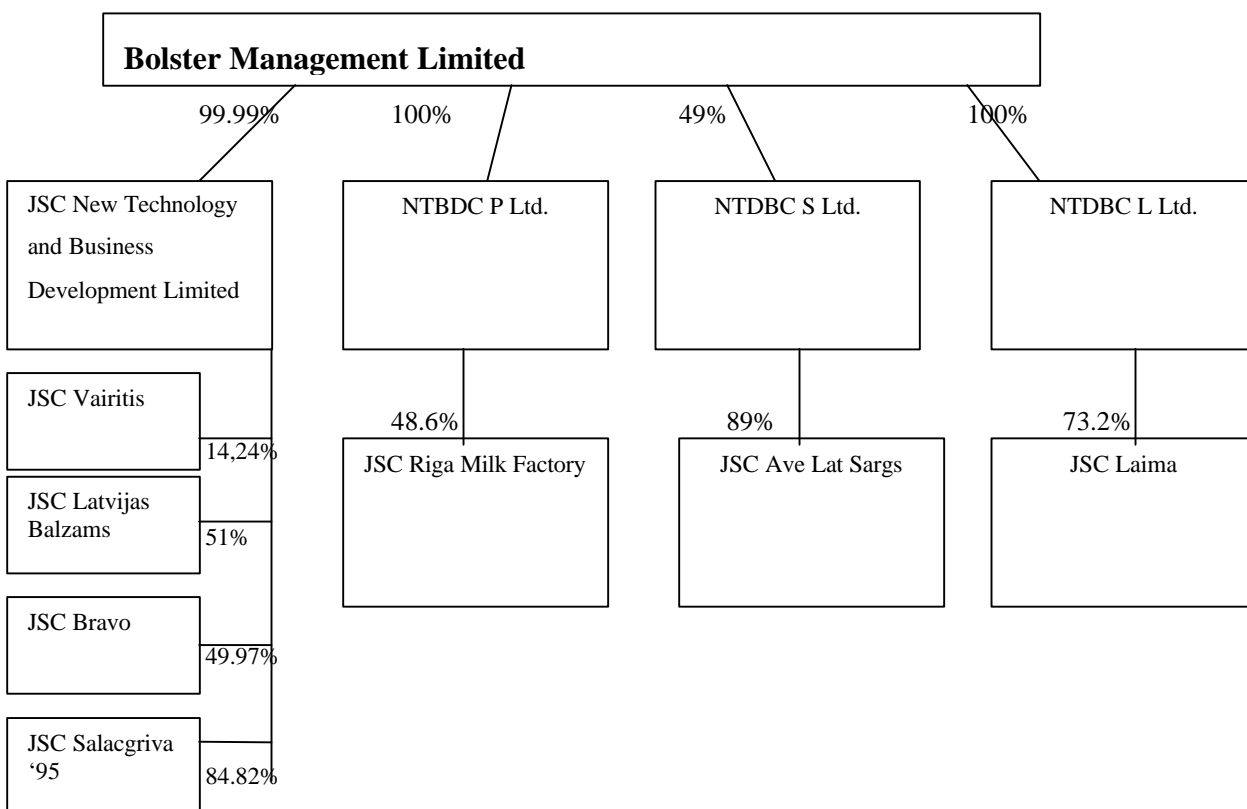 Bolster Management Limited
99.99%
100%
49%
100%
JSC New Technology
and Business
Development Limited
NTBDC P Ltd.
NTDBC S Ltd.
NTDBC L Ltd.
48.6%
89%
73.2%
JSC Riga Milk Factory
JSC Ave Lat Sargs
JSC Laima
JSC Vairitis
14,24%
JSC Latvijas
Balzams
51%
JSC Bravo
49.97%
JSC Salacgriva
‘95
84.82%